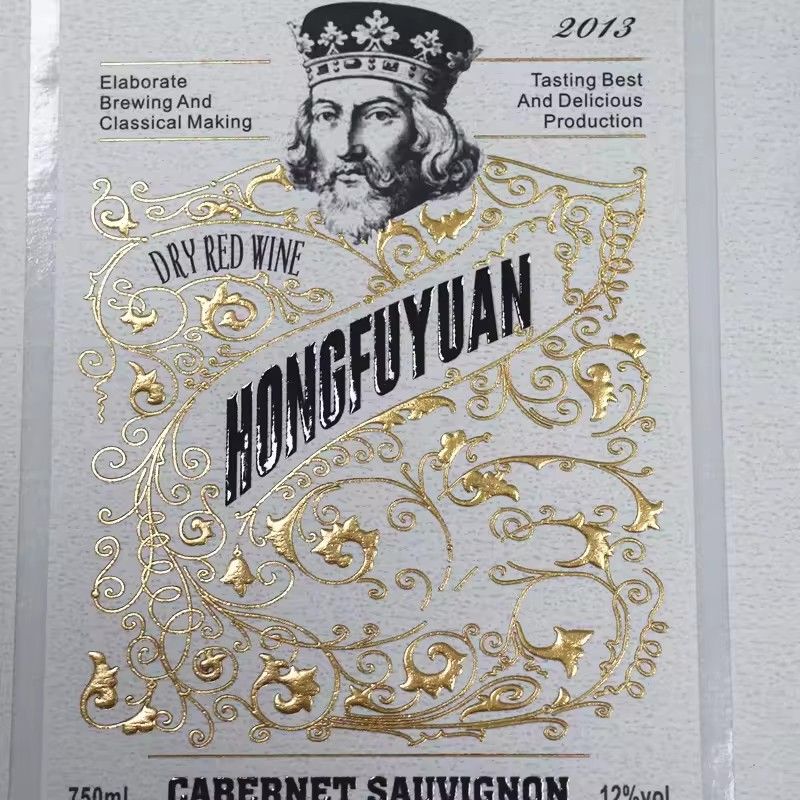 2013
Elaborate
Brewing And
Classical Making
Tasting Best
And Delicious
Production
DRY RED WINE
HONGFUYUAN
750ml CABERNET SAUVIGNON 12%vol